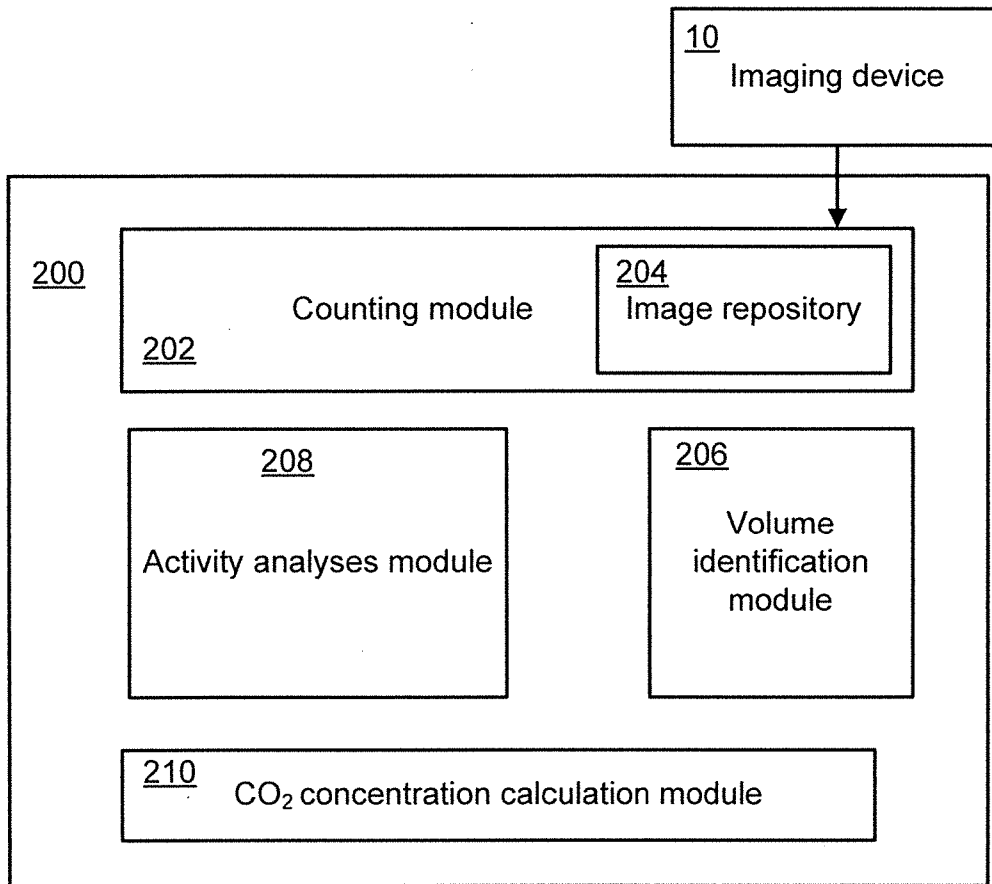 10
Imaging device
200
204
Counting module
Image repository
202
208
Activity analyses module
206
Volume
identification
module
210
CO₂ concentration calculation module